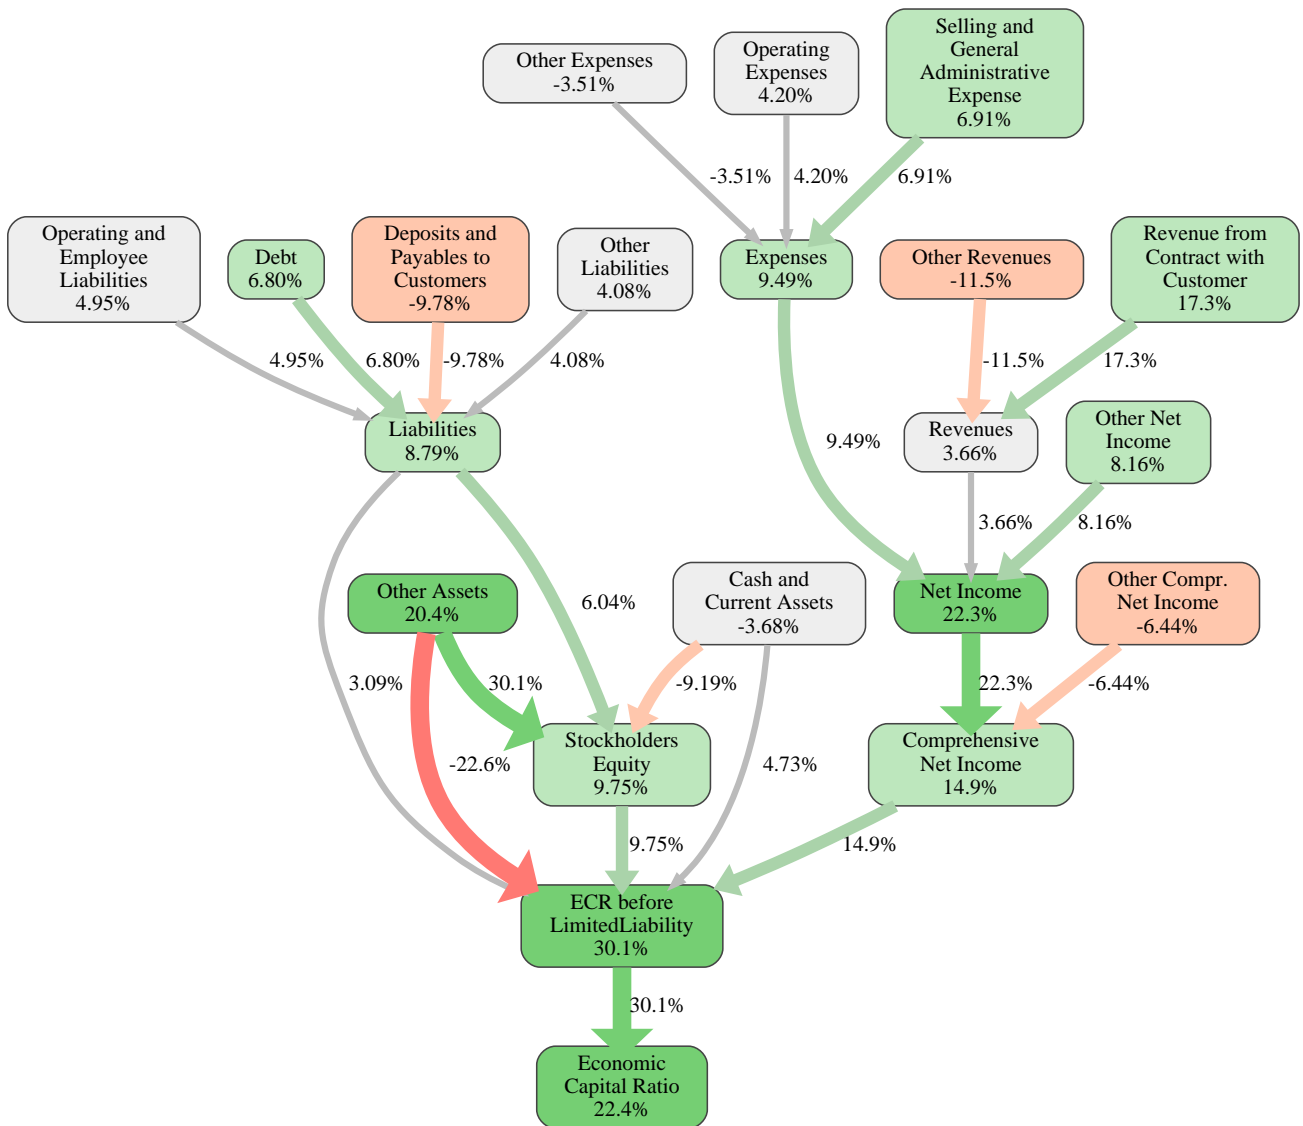 Selling and
General
Administrative
Expense
6.91%
Other Expenses
-3.51%
Operating
Expenses
4.20%
-3.51%
4.20%
6.91%
Operating and
Employee
Liabilities
4.95%
Debt
6.80%
Deposits and
Payables to
Customers
-9.78%
Other
Liabilities
4.08%
Expenses
9.49%
Other Revenues
-11.5%
Revenue from
Contract with
Customer
17.3%
4.95%
6.80%
-9.78%
4.08%
-11.5%
17.3%
Liabilities
8.79%
9.49%
Revenues
3.66%
Other Net
Income
8.16%
3.66%
8.16%
Other Assets
20.4%
6.04%
Cash and
Current Assets
-3.68%
Net Income
22.3%
Other Compr.
Net Income
-6.44%
3.09%
30.1%
-9.19%
22.3%
-6.44%
-22.6%
Stockholders
Equity
9.75%
4.73%
Comprehensive
Net Income
14.9%
9.75%
14.9%
ECR before
LimitedLiability
30.1%
30.1%
Economic
Capital Ratio
22.4%